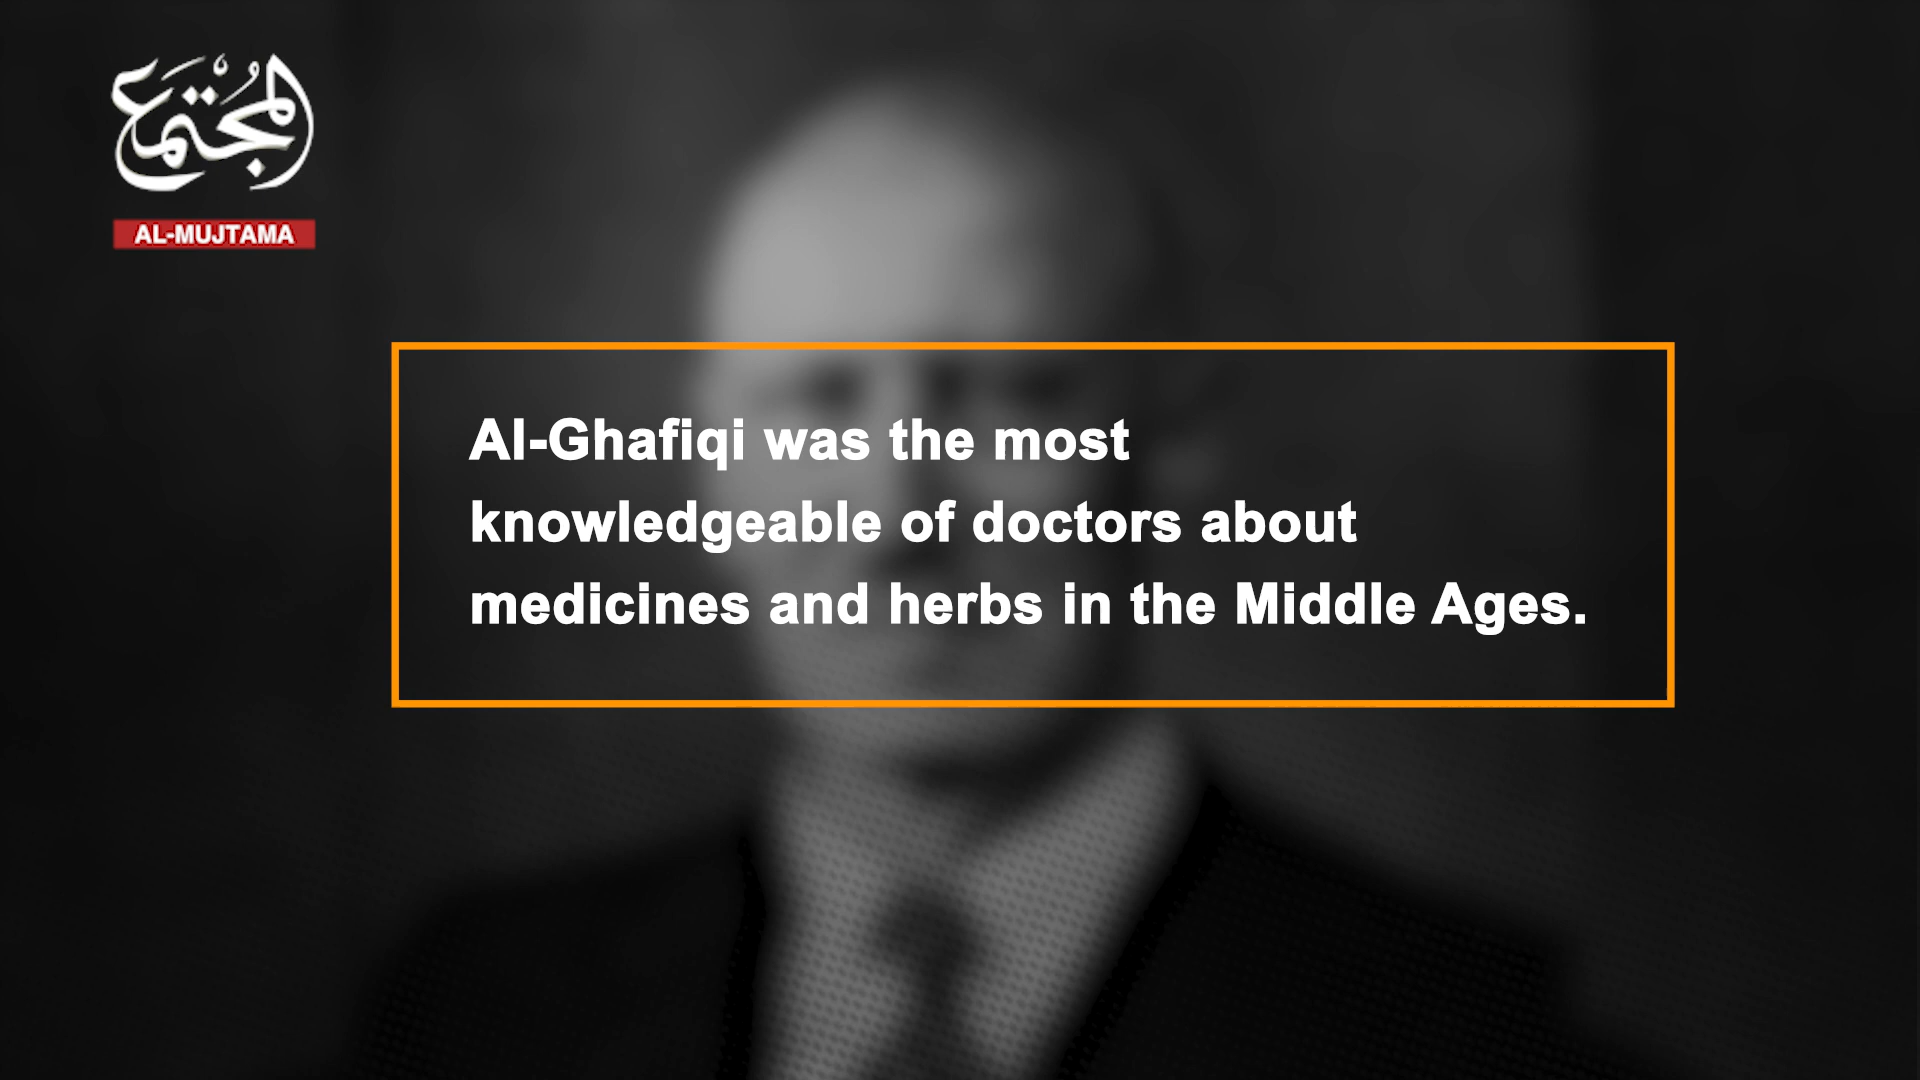 المجتمع
AL-MUJTAMA
Al-Ghafiqi was the most
knowledgeable of doctors about
medicines and herbs in the Middle Ages.